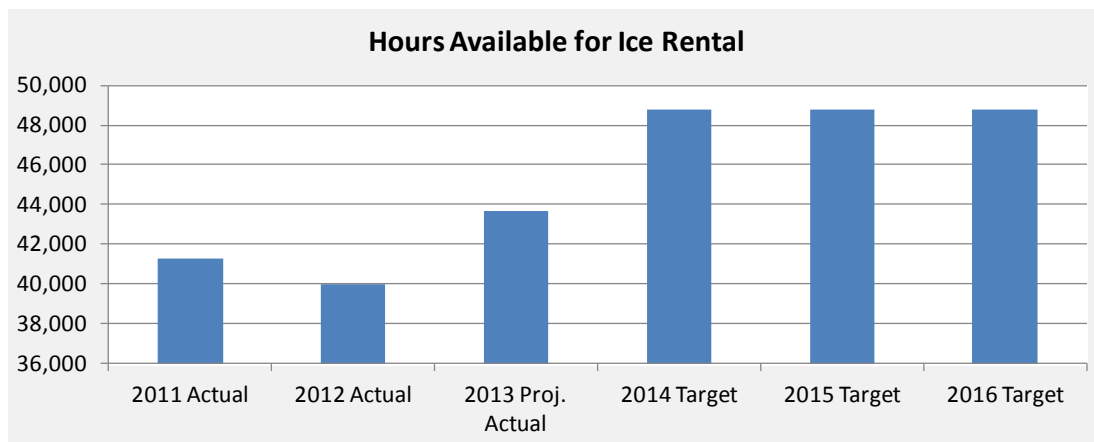 Hours Available for Ice Rental
50,000
48,000
46,000
44,000
42,000
40,000
38,000
36,000
2011 Actual
2012 Actual
2013 Proj.
Actual
2014 Target
2015 Target
2016 Target